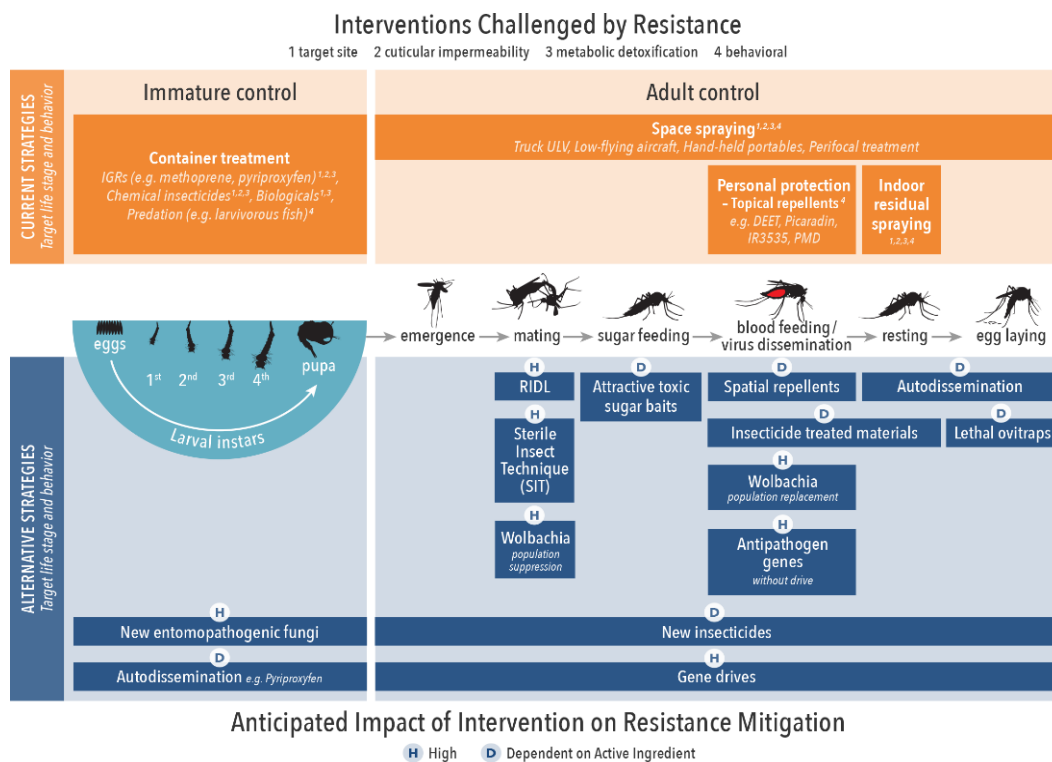 Interventions Challenged by Resistance
1 target site 2 cuticular impermeability 3 metabolic detoxification 4 behavioral
CURRENT STRATEGIES
Target life stage and behavior
Immature control
Adult control
Container treatment
IGRs (e.g. methoprene, pyriproxyfen)1,2,3,
Chemical insecticides1,2,3, Biologicals1,3,
Predation (e.g. larvivorous fish)4
Space spraying1,2,3,4
Truck ULV, Low-flying aircraft, Hand-held portables, Perifocal treatment
Personal protection
– Topical repellents4
e.g. DEET, Picaradin,
IR3535, PMD
Indoor
residual
spraying
1,2,3,4
eggs
1st
2nd
3rd
4th
pupa
Larval instars
emergence
mating
sugar feeding
blood feeding/
virus dissemination
resting
egg laying
ALTERNATIVE STRATEGIES
Target life stage and behavior
H
RIDL
D
Attractive toxic
sugar baits
D
Spatial repellents
D
Autodissemination
H
Sterile
Insect
Technique
(SIT)
D
Insecticide treated materials
D
Lethal ovitraps
H
Wolbachia
population replacement
H
Wolbachia
population
suppression
H
Antipathogen
genes
without drive
H
New entomopathogenic fungi
D
New insecticides
D
Autodissemination e.g. Pyriproxyfen
H
Gene drives
Anticipated Impact of Intervention on Resistance Mitigation
H High D Dependent on Active Ingredient